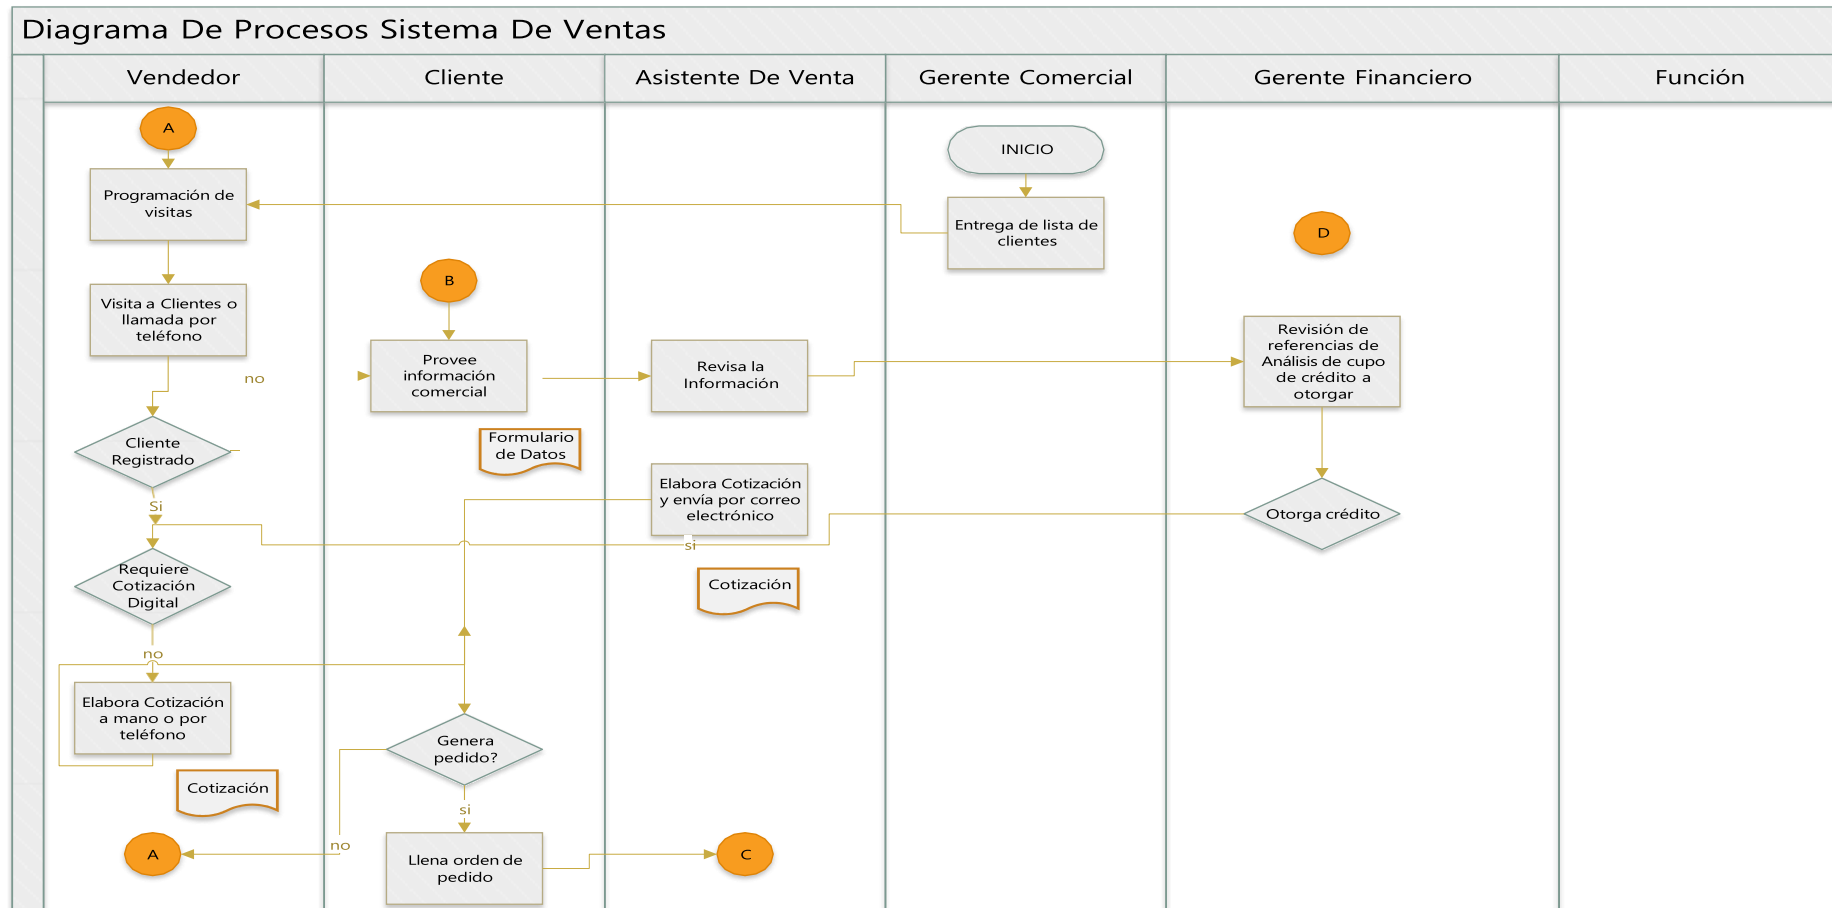 Diagrama De Procesos Sistema De Ventas
Vendedor
Cliente
Asistente De Venta
Gerente Comercial
Gerente Financiero
Función
A
INICIO
Programación de
visitas
Entrega de lista de
clientes
D
B
Visita a Clientes o
llamada por
teléfono
no
Provee
información
comercial
Revisa la
Información
Revisión de
referencias de
Análisis de cupo
de crédito a
otorgar
Cliente
Registrado
Formulario
de Datos
Si
Elabora Cotización
y envía por correo
electrónico
Otorga crédito
si
Requiere
Cotización
Digital
Cotización
no
Elabora Cotización
a mano o por
teléfono
Genera
pedido?
Cotización
si
no
A
Llena orden de
pedido
C